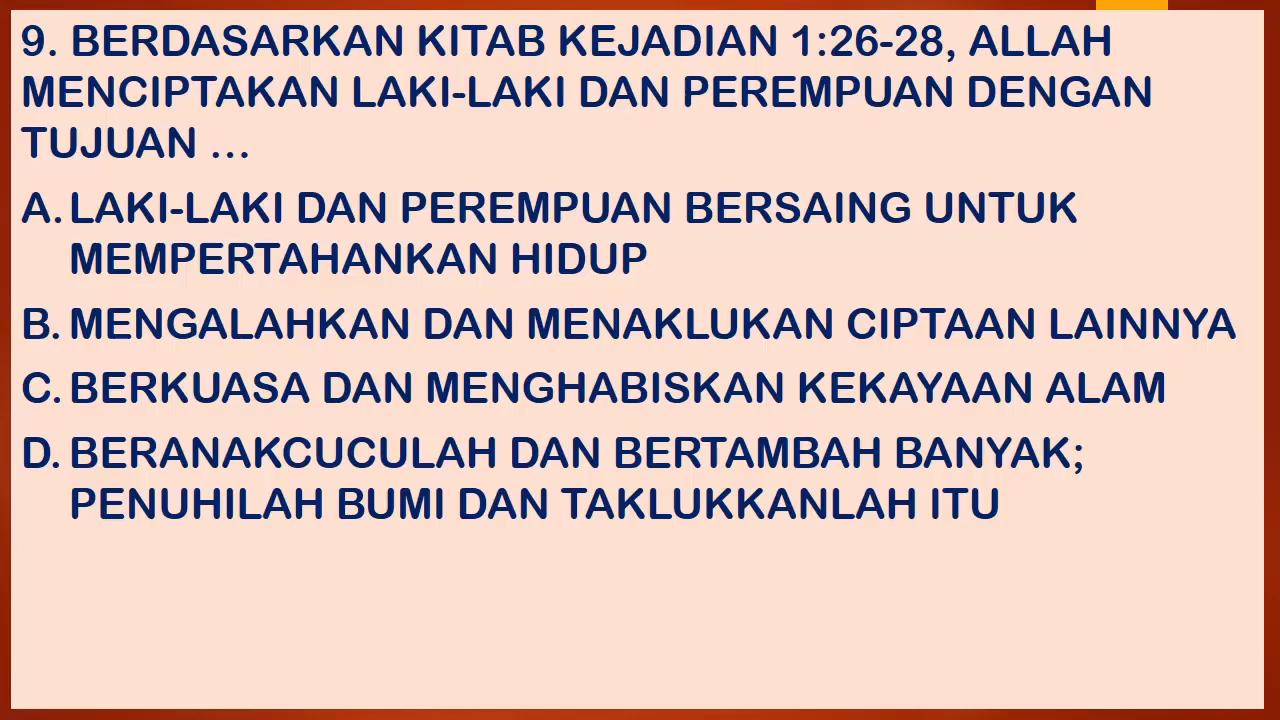 9. BERDASARKAN KITAB KEJADIAN 1:26-28, ALLAH
MENCIPTAKAN LAKI-LAKI DAN PEREMPUAN DENGAN
TUJUAN ...
A. LAKI-LAKI DAN PEREMPUAN BERSAING UNTUK
MEMPERTAHANKAN HIDUP
B. MENGALAHKAN DAN MENAKLUKAN CIPTAAN LAINNYA
C. BERKUASA DAN MENGHABISKAN KEKAYAAN ALAM
D. BERANAKCUCULAH DAN BERTAMBAH BANYAK;
PENUHILAH BUMI DAN TAKLUKKANLAH ITU